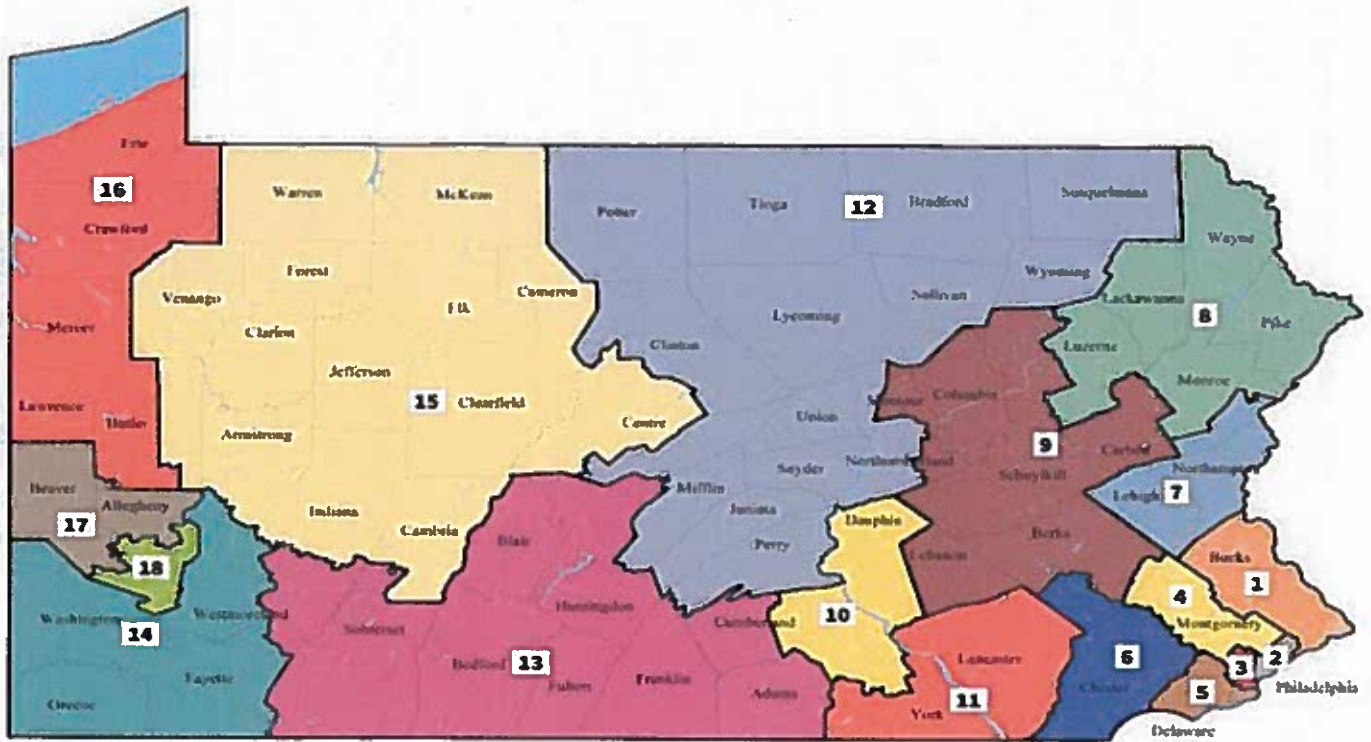 Erie
16
Warren
McKean
Potter
Tioga
12
Bradford
Susquehanna
Crawford
Wayne
Forest
Wyoming
Venango
Cameron
Elk
Sullivan
Lackawanna
8
Pike
Mercer
Clarion
Lycoming
Clinton
Luzerne
Jefferson
Monroe
15
Clearfield
Columbia
Lawrence
Butler
Centre
Union
Armstrong
9
Carbon
Snyder
Northumberland
Schuylkill
Northampton
Beaver
Mifflin
7
Lehigh
Allegheny
Indiana
Juniata
Dauphin
17
Cambria
Blair
Perry
Berks
Lebanon
Bucks
18
1
4
Huntingdon
Washington
Westmoreland
10
Cumberland
Montgomery
14
Somerset
Bedford
13
Lancaster
6
3
2
Fayette
Fulton
Franklin
Adams
Chester
5
Philadelphia
Greene
11
York
Delaware